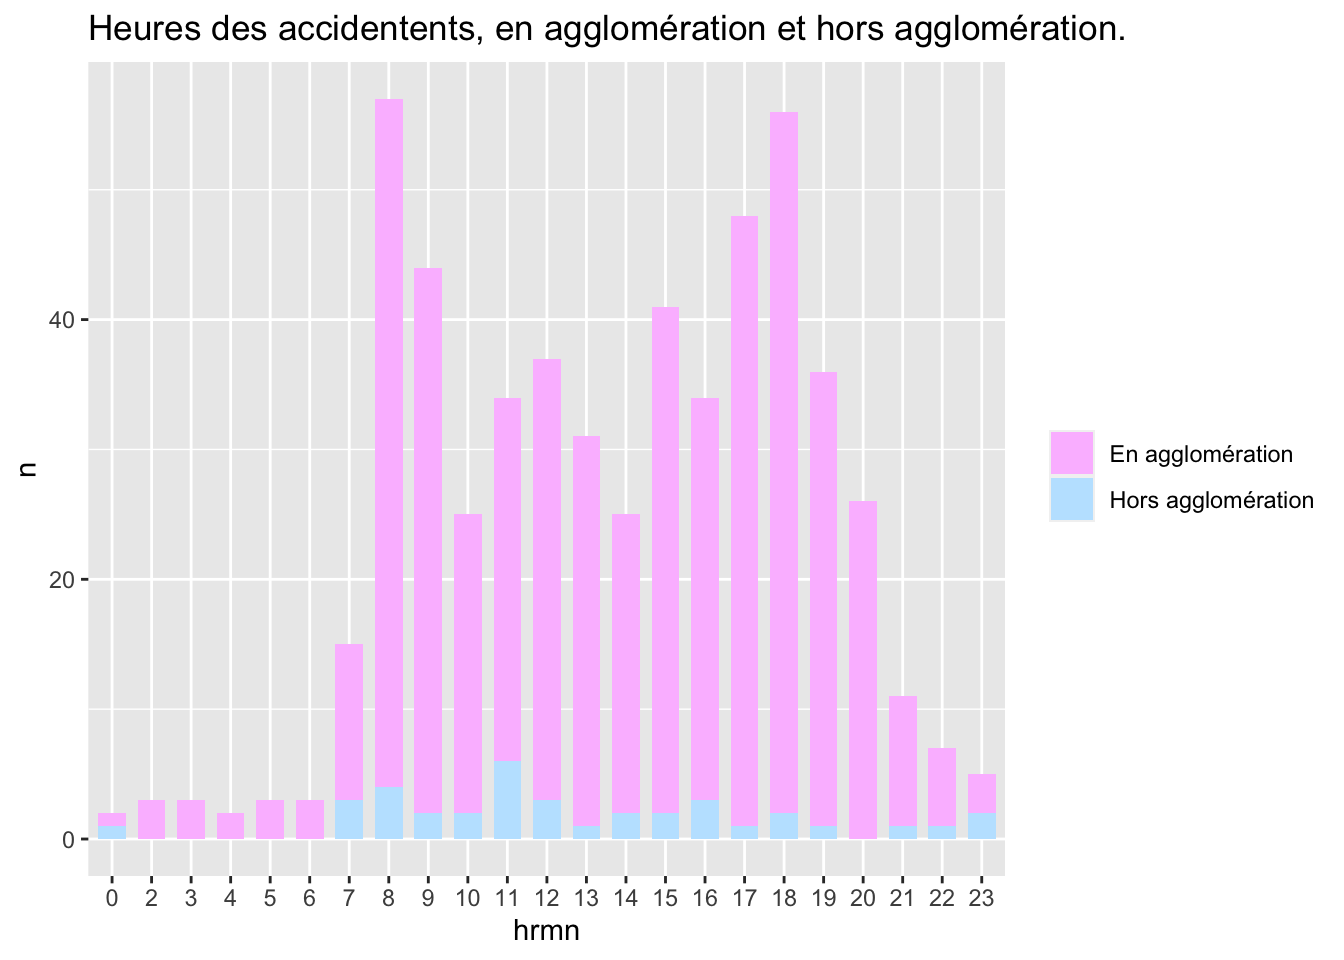 Heures des accidentents, en agglomération et hors agglomération.
n
40
20
0
0 2 3 4 5 6 7 8 9 10 11 12 13 14 15 16 17 18 19 20 21 22 23
hrmn
En agglomération
Hors agglomération